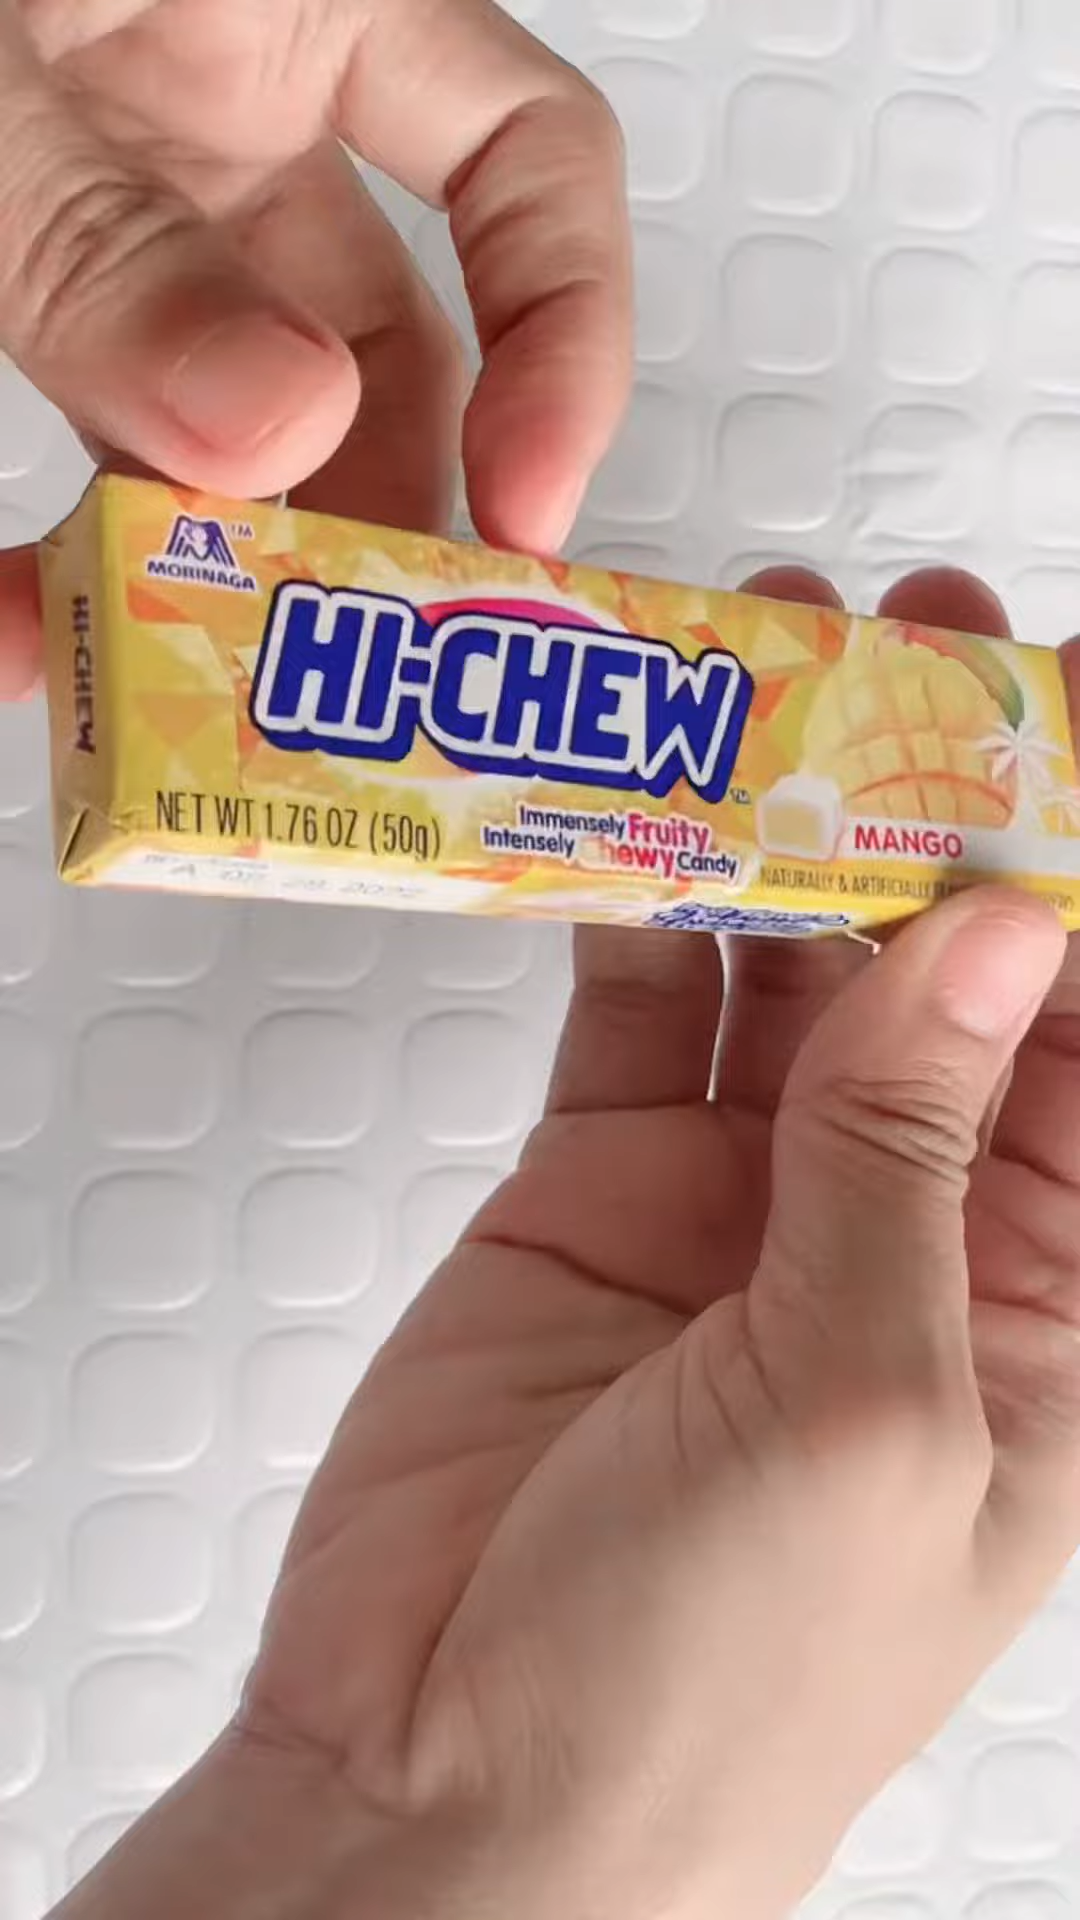 TM
MORINAGA
HI-CHEW
HI-CHEW
NET WT 1.76 OZ (50g)
Immensely Fruity
Intensely Chewy Candy
MANGO
NATURALLY & ARTIFICIALLY